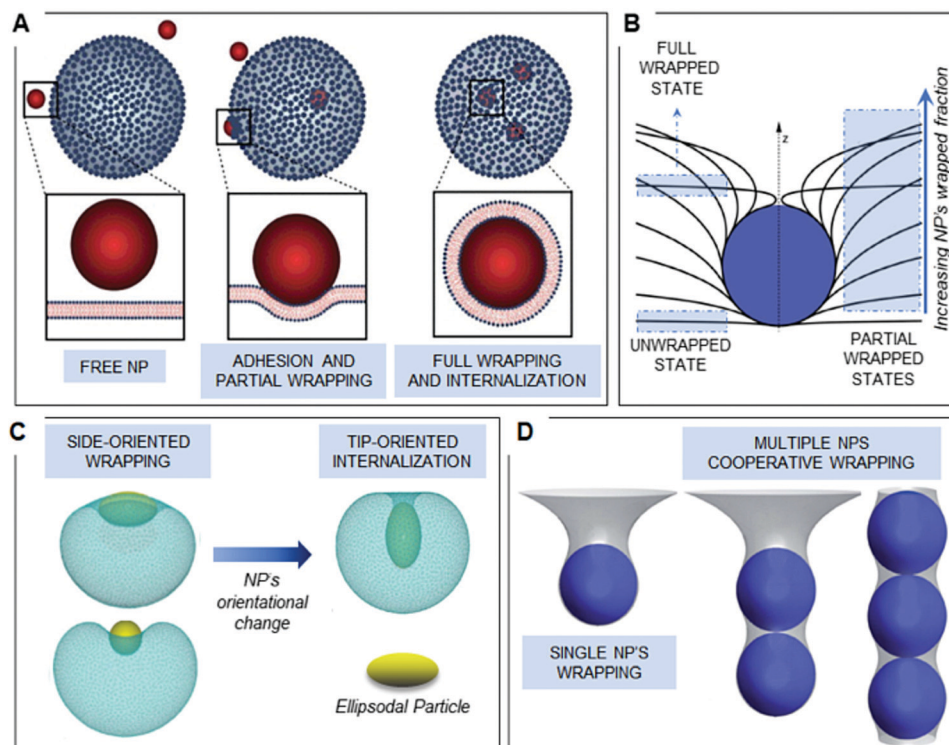 A
FREE NP
ADHESION AND
PARTIAL WRAPPING
FULL WRAPPING
AND INTERNALIZATION
B
FULL
WRAPPED
STATE
z
Increasing NP's wrapped fraction
UNWRAPPED
STATE
PARTIAL
WRAPPED
STATES
C
SIDE-ORIENTED
WRAPPING
TIP-ORIENTED
INTERNALIZATION
NP's
orientational
change
Ellipsodal Particle
D
MULTIPLE NPS
COOPERATIVE WRAPPING
SINGLE NP'S
WRAPPING